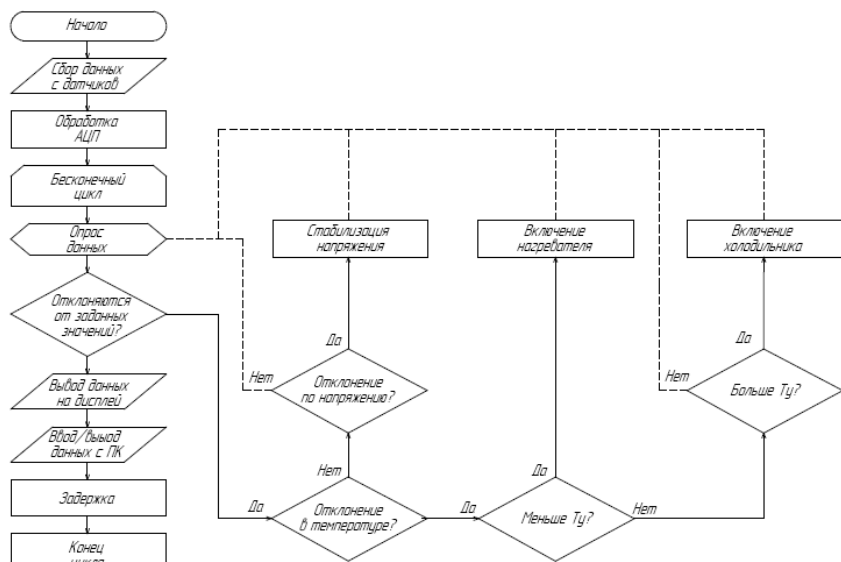 Начало
Сбор данных
с датчиков
Обработка
АЦП
Бесконечный
цикл
Опрос
данных
Отклоняются
от заданных
значений?
Вывод данных
на дисплей
Ввод/выход
данных с ПК
Задержка
Конец
цикла
Стабилизация
напряжения
Включение
нагревателя
Включение
холодильника
Да
Да
Нет
Отклонение
по напряжению?
Нет
Больше Ту?
Нет
Да
Да
Отклонение
в температуре?
Да
Меньше Ту?
Нет